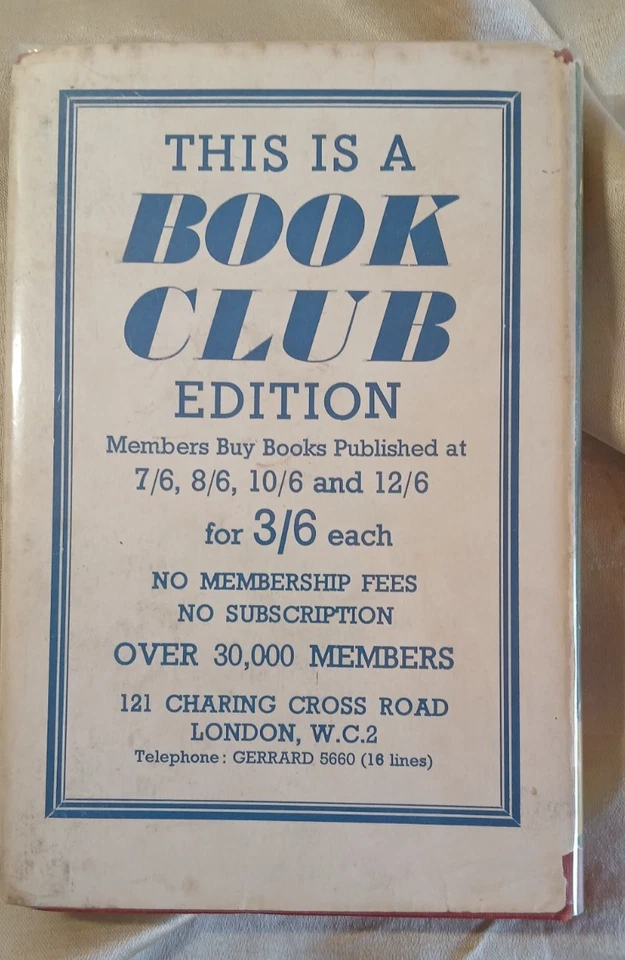 THIS IS A
BOOK
CLUB
EDITION
Members Buy Books Published at
7/6, 8/6, 10/6 and 12/6
for 3/6 each
NO MEMBERSHIP FEES
NO SUBSCRIPTION
OVER 30,000 MEMBERS
121 CHARING CROSS ROAD
LONDON, W.C.2
Telephone: GERRARD 5660 (16 lines)